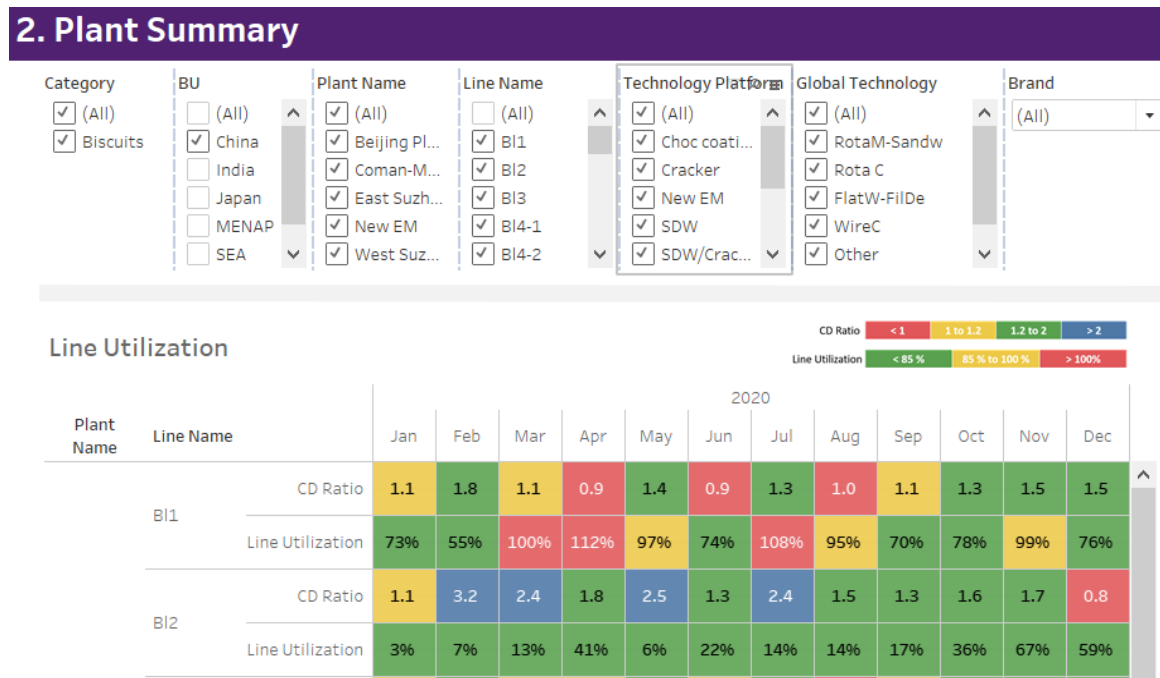 2. Plant Summary
Category BU Plant Name Line Name Technology Platform Global Technology Brand
(All) (All) (All) (All) (All) (All) (All)
Biscuits China Beijing Pl... Bl1 Choc coati... RotaM-Sandw
India Coman-M... Bl2 Cracker Rota C
Japan East Suzh... Bl3 New EM FlatW-FilDe
MENAP New EM Bl4-1 SDW WireC
SEA West Suz... Bl4-2 SDW/Crac... Other
CD Ratio < 1 1 to 1.2 1.2 to 2 > 2
Line Utilization
Line Utilization < 85 % 85 % to 100 % > 100%
2020
Plant Name Line Name Jan Feb Mar Apr May Jun Jul Aug Sep Oct Nov Dec
Bl1
CD Ratio 1.1 1.8 1.1 0.9 1.4 0.9 1.3 1.0 1.1 1.3 1.5 1.5
Line Utilization 73% 55% 100% 112% 97% 74% 108% 95% 70% 78% 99% 76%
Bl2
CD Ratio 1.1 3.2 2.4 1.8 2.5 1.3 2.4 1.5 1.3 1.6 1.7 0.8
Line Utilization 3% 7% 13% 41% 6% 22% 14% 14% 17% 36% 67% 59%